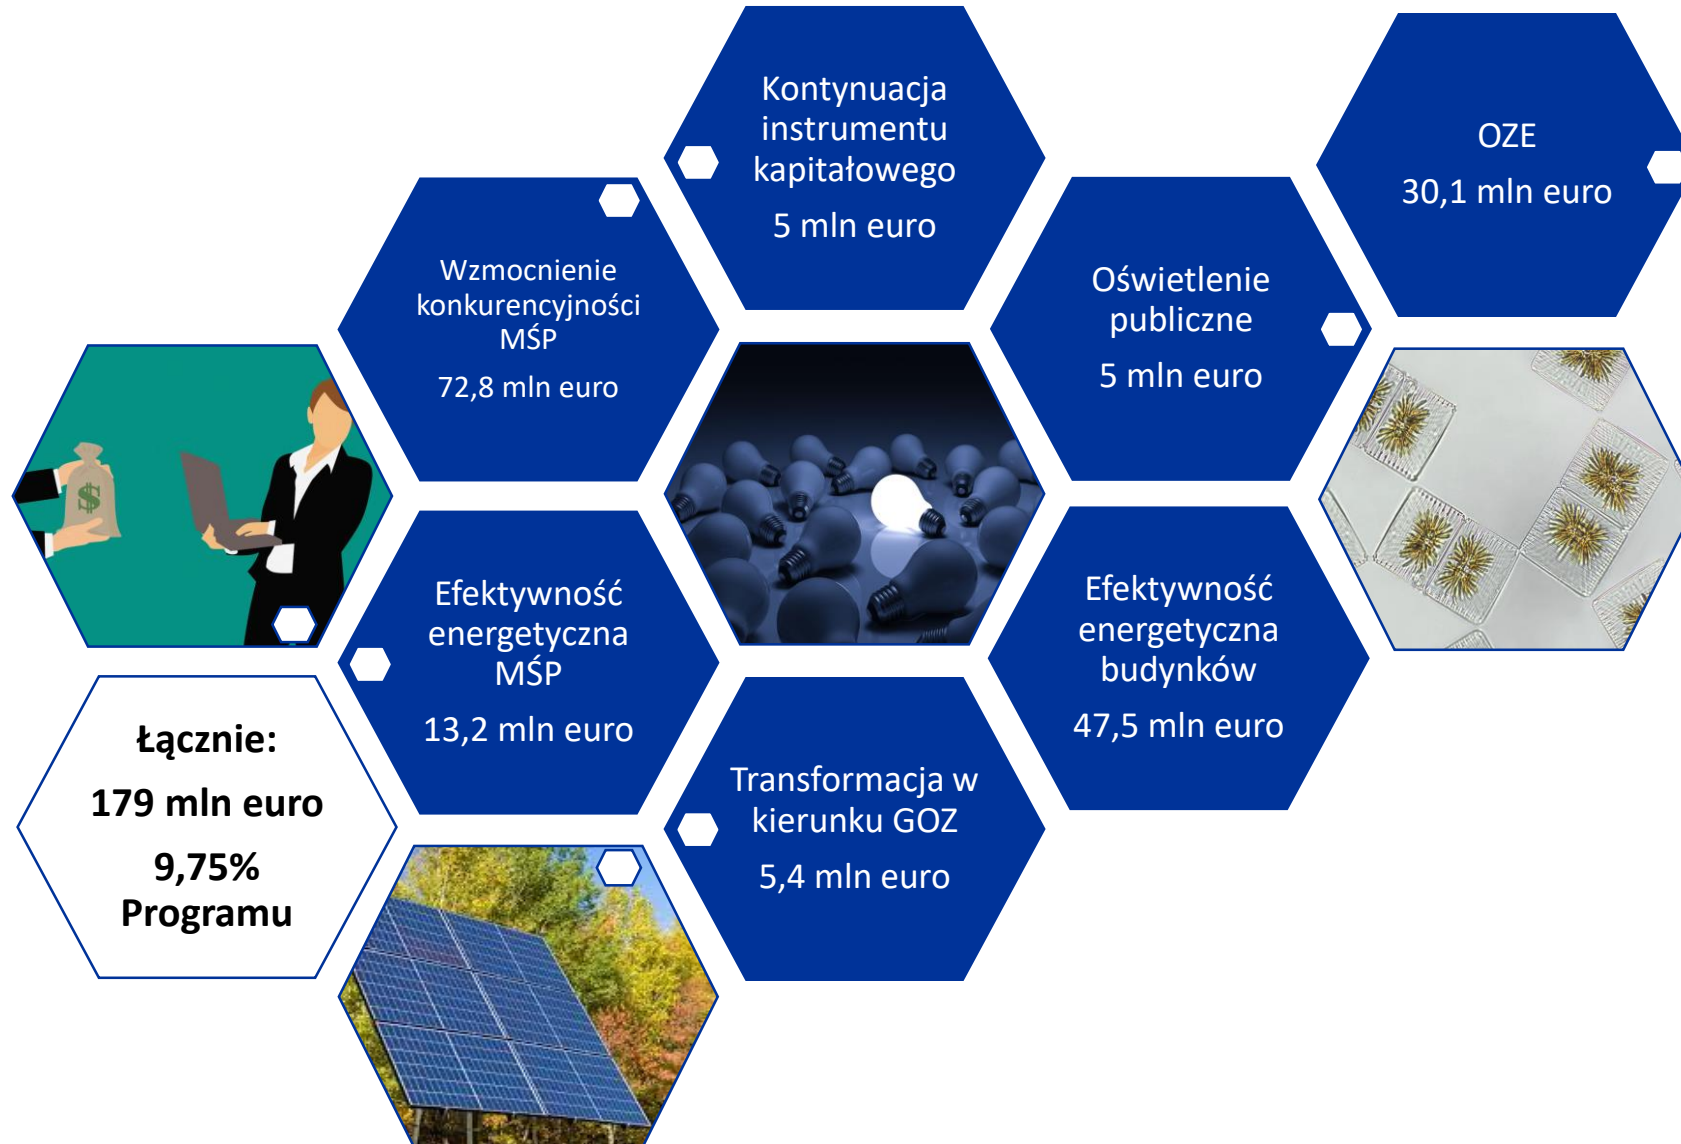 Kontynuacja
instrumentu
kapitałowego
5 mln euro
OZE
30,1 mln euro
Wzmocnienie
konkurencyjności
MŚP
72,8 mln euro
Oświetlenie
publiczne
5 mln euro
$
Efektywność
energetyczna
MŚP
13,2 mln euro
Efektywność
energetyczna
budynków
47,5 mln euro
Łącznie:
179 mln euro
9,75%
Programu
Transformacja w
kierunku GOZ
5,4 mln euro